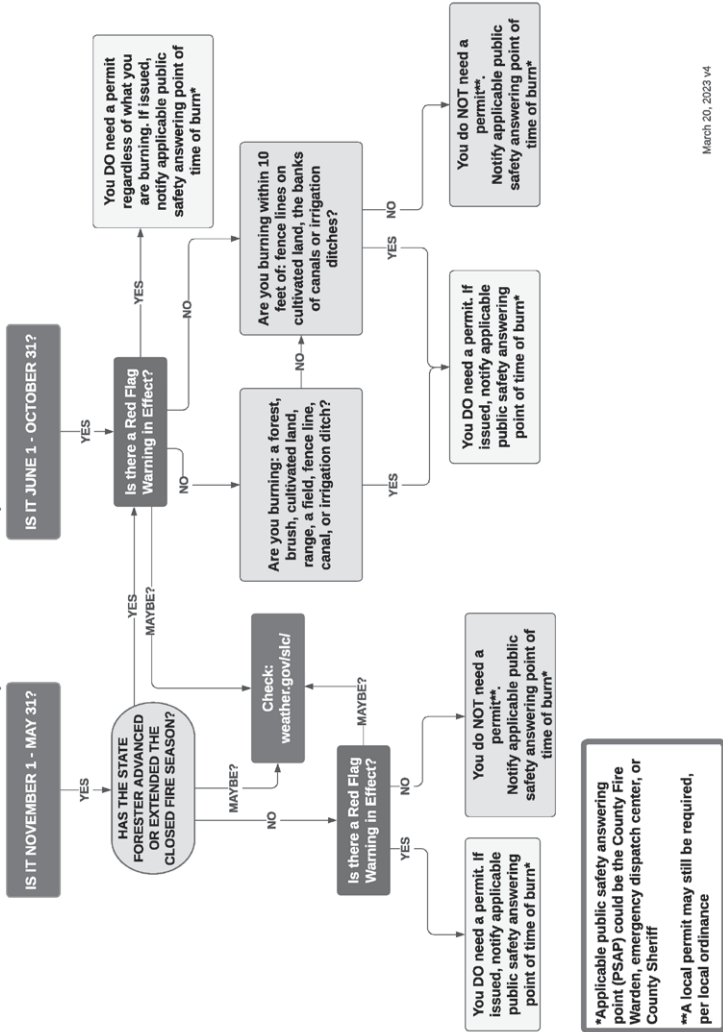 IS IT NOVEMBER 1 - MAY 31?
YES
HAS THE STATE
FORESTER ADVANCED
OR EXTENDED THE
CLOSED FIRE SEASON?
YES
MAYBE?
MAYBE?
NO
Check:
weather.gov/slc/
MAYBE?
Is there a Red Flag
Warning in Effect?
YES
NO
You DO need a permit. If
issued, notify applicable
public safety answering
point of time of burn*
You do NOT need a
permit**.
Notify applicable public
safety answering point of
time of burn*
IS IT JUNE 1 - OCTOBER 31?
YES
Is there a Red Flag
Warning in Effect?
YES
You DO need a permit
regardless of what you
are burning. If issued,
notify applicable public
safety answering point of
time of burn*
NO
NO
Are you burning: a forest,
brush, cultivated land,
range, a field, fence line,
canal, or irrigation ditch?
NO
Are you burning within 10
feet of: fence lines on
cultivated land, the banks
of canals or irrigation
ditches?
YES
YES
NO
You DO need a permit. If
issued, notify applicable
public safety answering
point of time of burn*
You do NOT need a
permit**.
Notify applicable public
safety answering point of
time of burn*
*Applicable public safety answering
point (PSAP) could be the County Fire
Warden, emergency dispatch center, or
County Sheriff
**A local permit may still be required,
per local ordinance
March 20, 2023 v4